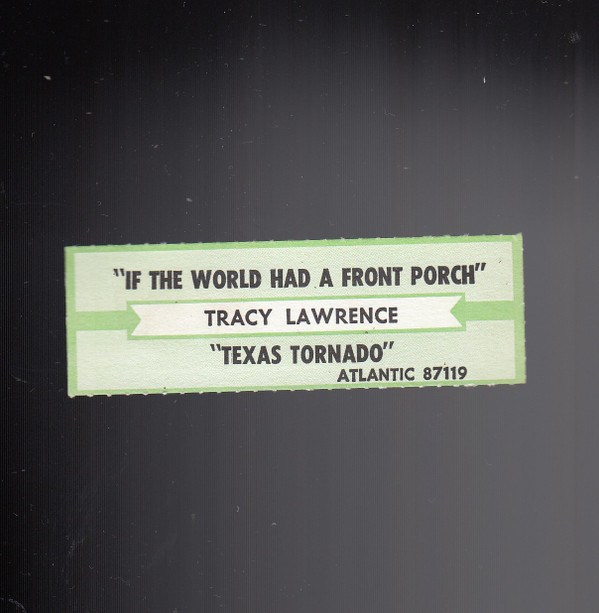 "IF THE WORLD HAD A FRONT PORCH"
TRACY LAWRENCE
"TEXAS TORNADO"
ATLANTIC 87119